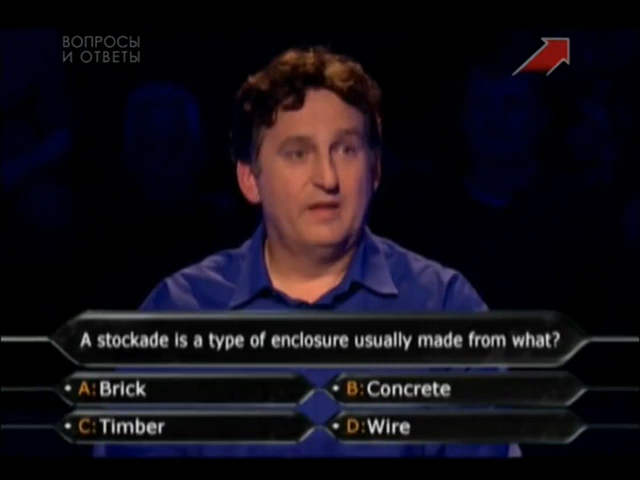 ВОПРОСЫ
И ОТВЕТЫ
A stockade is a type of enclosure usually made from what?
A: Brick
B: Concrete
C: Timber
D: Wire